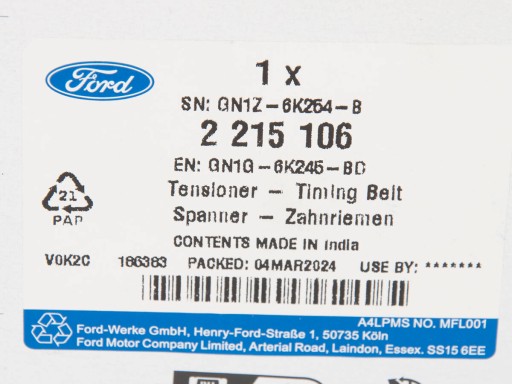 Ford
1 x
SN: GN1Z-6K254-B
2 215 106
EN: GN1G-6K245-BD
Tensioner - Timing Belt
Spanner - Zahnriemen
CONTENTS MADE IN India
21
PAP
V0K2C 186383 PACKED: 04MAR2024 USE BY: *******
A4LPMS NO. MFL001
Ford-Werke GmbH, Henry-Ford-Straße 1, 50735 Köln
Ford Motor Company Limited, Arterial Road, Laindon, Essex. SS15 6EE